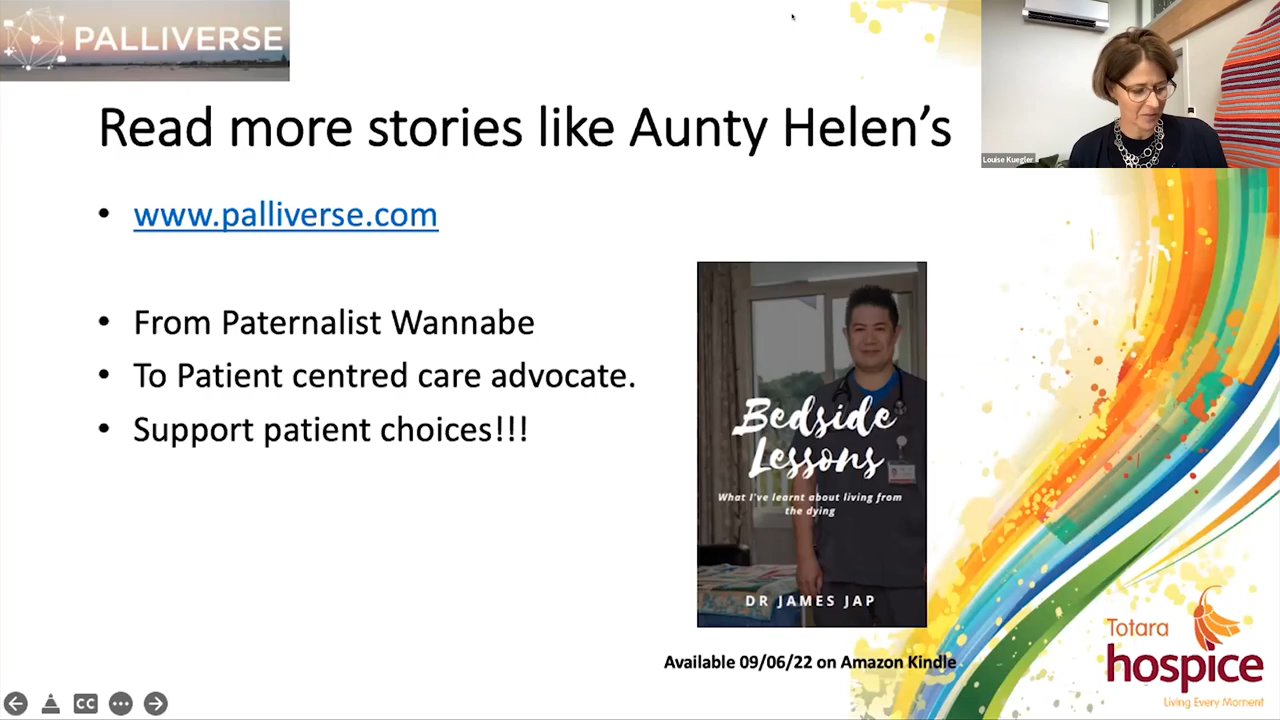 PALLIVERSE
Read more stories like Aunty Helen's
Louise Kuegler
• www.palliverse.com
• From Paternalist Wannabe
• To Patient centred care advocate.
• Support patient choices!!!
Bedside
Lessons
What I've learnt about living from
the dying
DR JAMES JAP
Available 09/06/22 on Amazon Kindle
Totara
hospice
Living Every Moment
CC